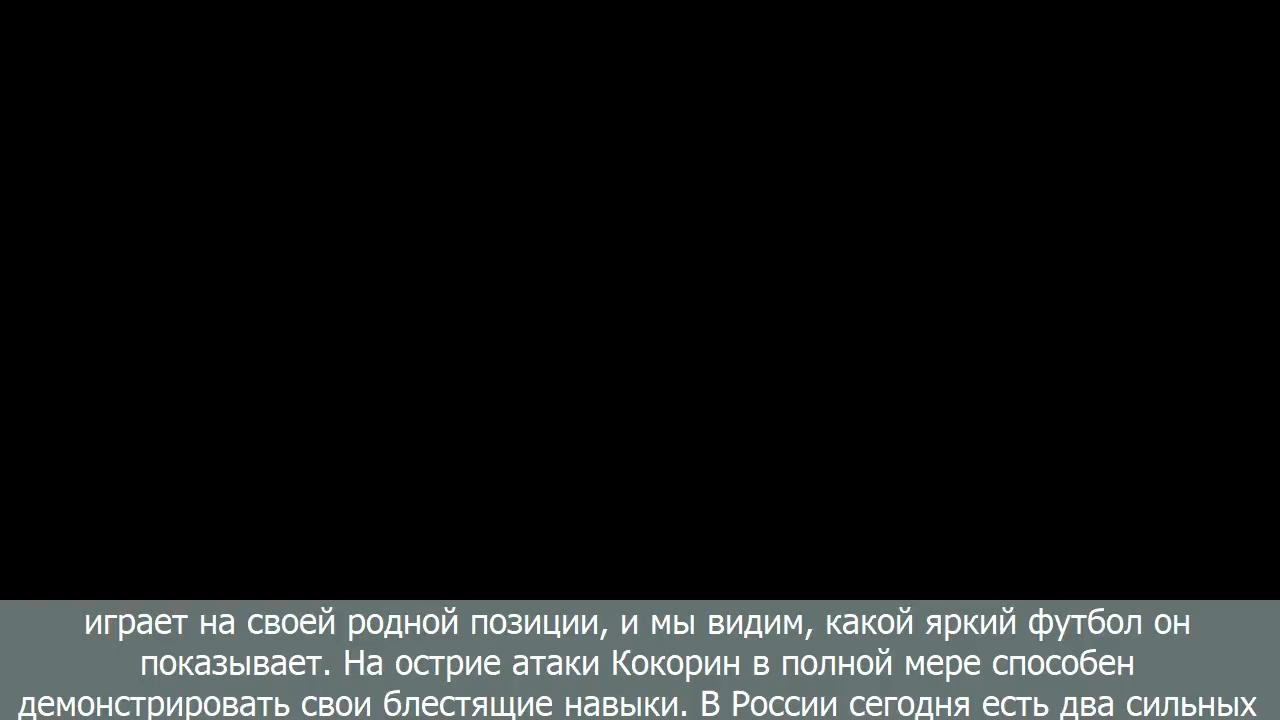 играет на своей родной позиции, и мы видим, какой яркий футбол он
показывает. На острие атаки Кокорин в полной мере способен
демонстрировать свои блестящие навыки. В России сегодня есть два сильных